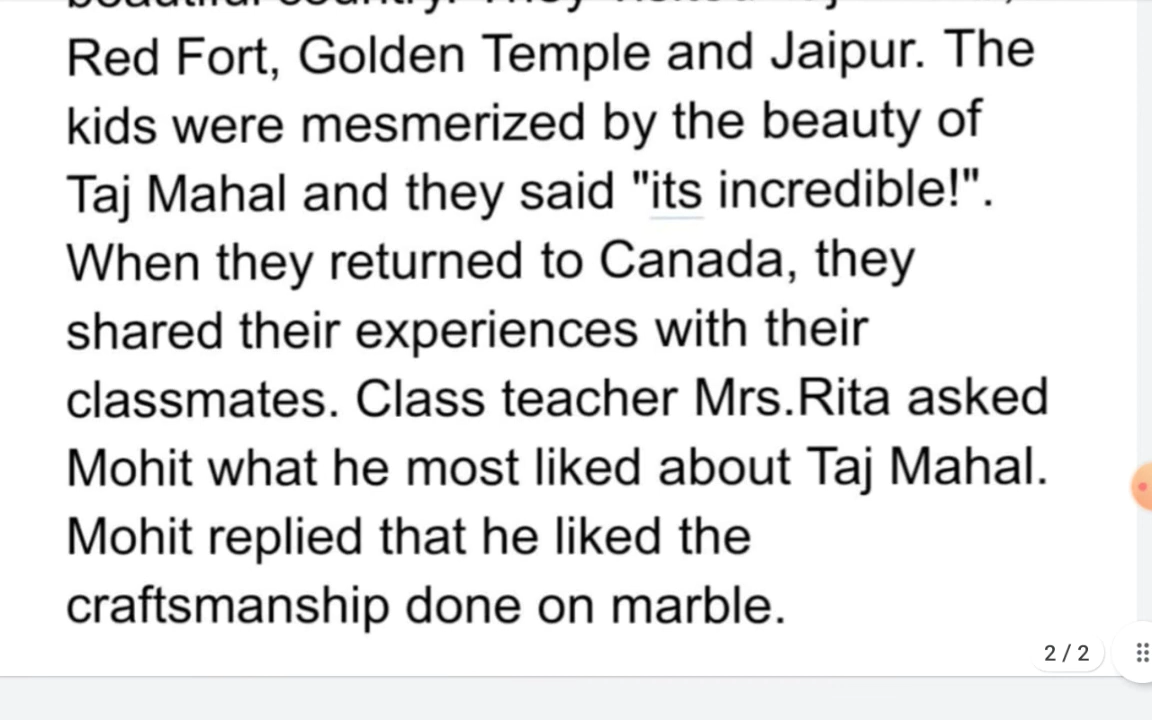 Red Fort, Golden Temple and Jaipur. The
kids were mesmerized by the beauty of
Taj Mahal and they said "its incredible!".
When they returned to Canada, they
shared their experiences with their
classmates. Class teacher Mrs.Rita asked
Mohit what he most liked about Taj Mahal.
Mohit replied that he liked the
craftsmanship done on marble.
2 / 2